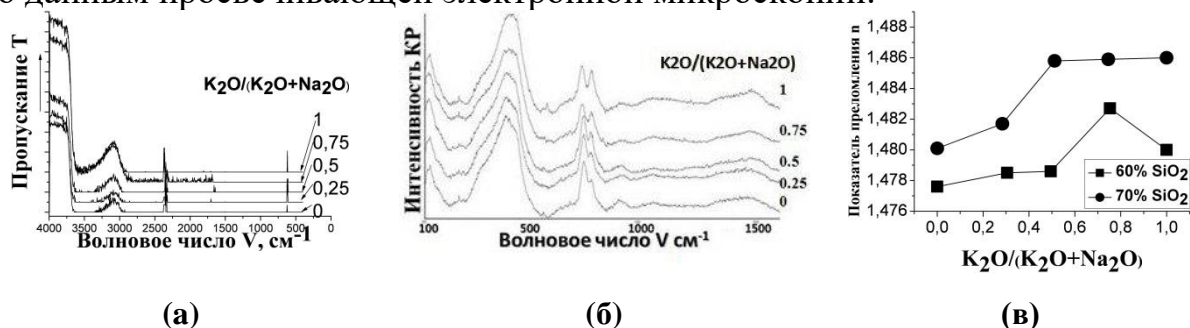 данным просвечивающей электронной микроскопии.
Пропускание T
K2O/(K2O+Na2O)
1
0,75
0,5
0,25
0
4000 3500 3000 2500 2000 1500 1000 500 0
Волновое число V, см-1
(а)
Интенсивность КР
K2O/(K2O+Na2O)
1
0.75
0.5
0.25
0
100 500 1000 1500
Волновое число V см-1
(б)
Показатель преломления n
1,486
1,484
1,482
1,480
1,478
1,476
60% SiO2
70% SiO2
0,0 0,2 0,4 0,6 0,8 1,0
K2O/(K2O+Na2O)
(в)